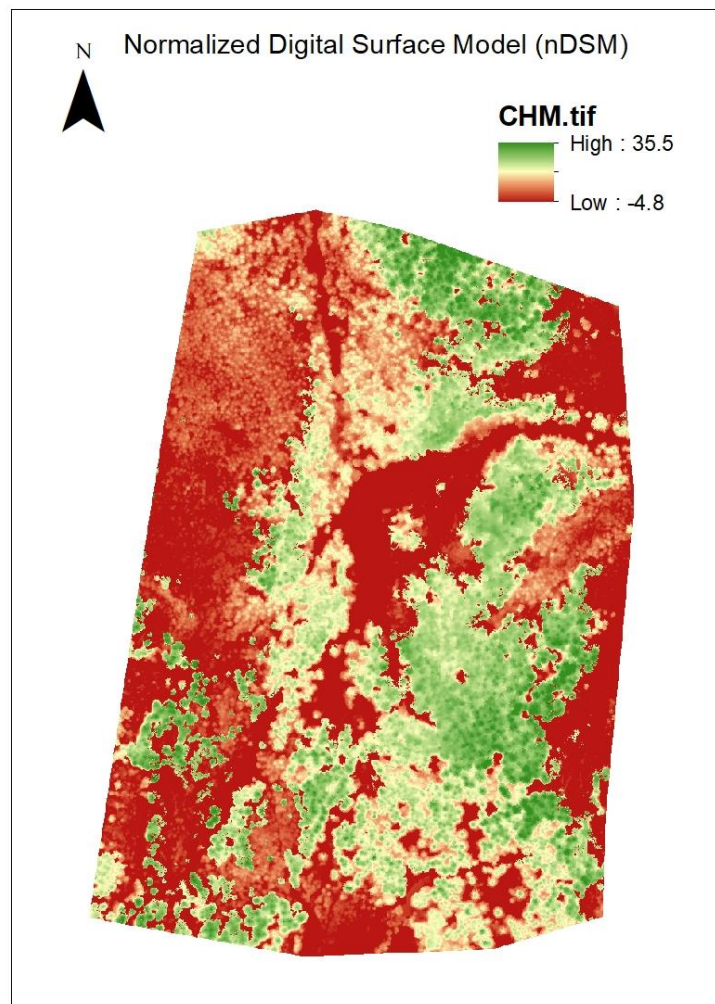 Normalized Digital Surface Model (nDSM)
N
CHM.tif
High : 35.5
Low : -4.8